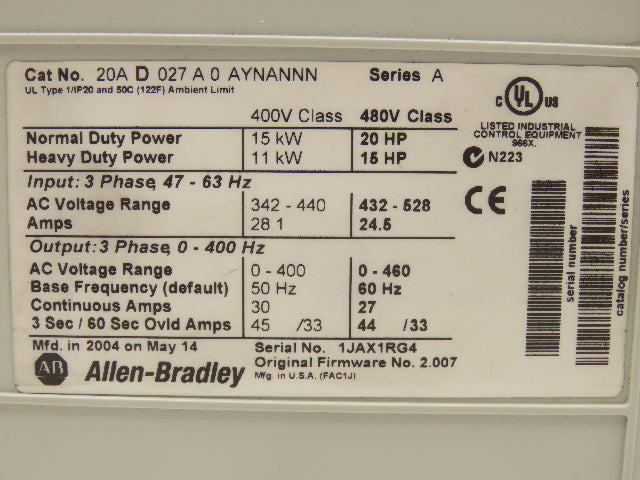 Cat No. 20A D 027 A 0 AYNANNN Series A
UL Type 1/IP20 and 50C (122F) Ambient Limit
400V Class 480V Class
Normal Duty Power 15 kW 20 HP
Heavy Duty Power 11 kW 15 HP
Input: 3 Phase, 47 - 63 Hz
AC Voltage Range 342 - 440 432 - 528
Amps 28 1 24.5
Output: 3 Phase, 0 - 400 Hz
AC Voltage Range 0 - 400 0 - 460
Base Frequency (default) 50 Hz 60 Hz
Continuous Amps 30 27
3 Sec / 60 Sec Ovld Amps 45 /33 44 /33
Mfd. in 2004 on May 14 Serial No. 1JAX1RG4
Original Firmware No. 2.007
AB Allen-Bradley Mfg. in U.S.A. (FAC1J)
C UL US
LISTED INDUSTRIAL
CONTROL EQUIPMENT
966X.
N223
CE
serial number
catalog number/series